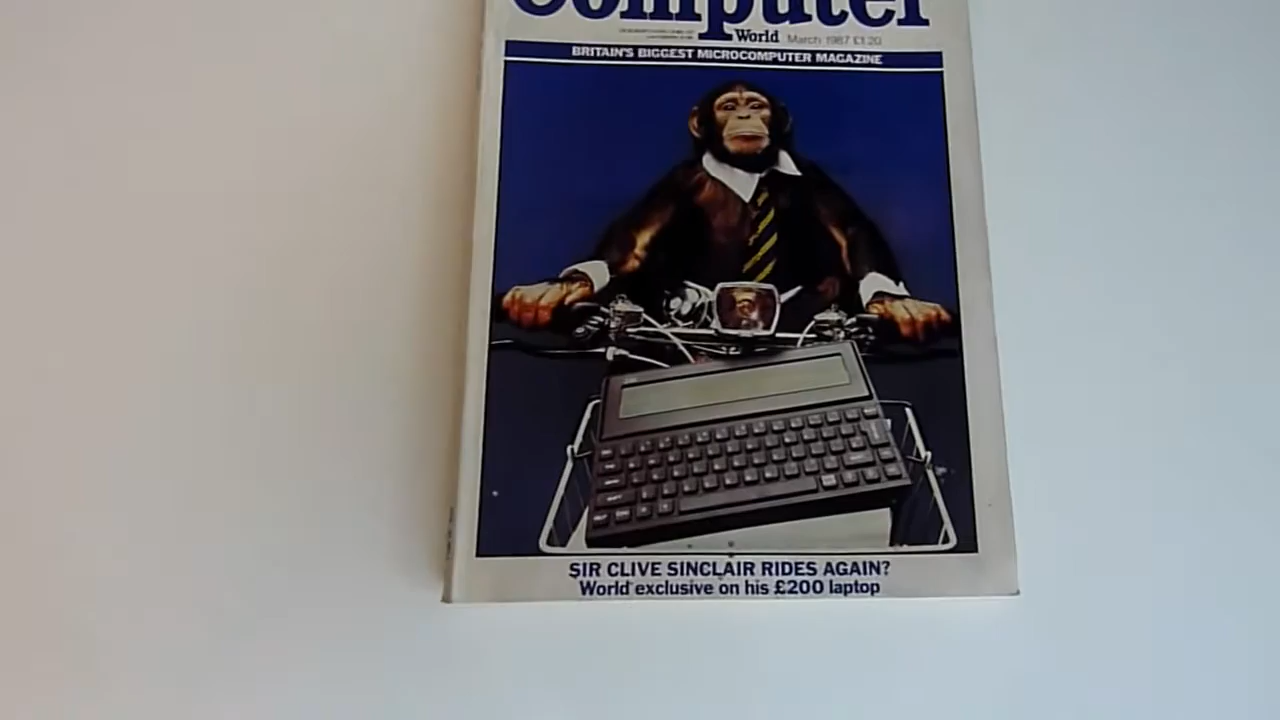 Computer
World March 1987 £1.20
BRITAIN'S BIGGEST MICROCOMPUTER MAGAZINE
SIR CLIVE SINCLAIR RIDES AGAIN?
World exclusive on his £200 laptop